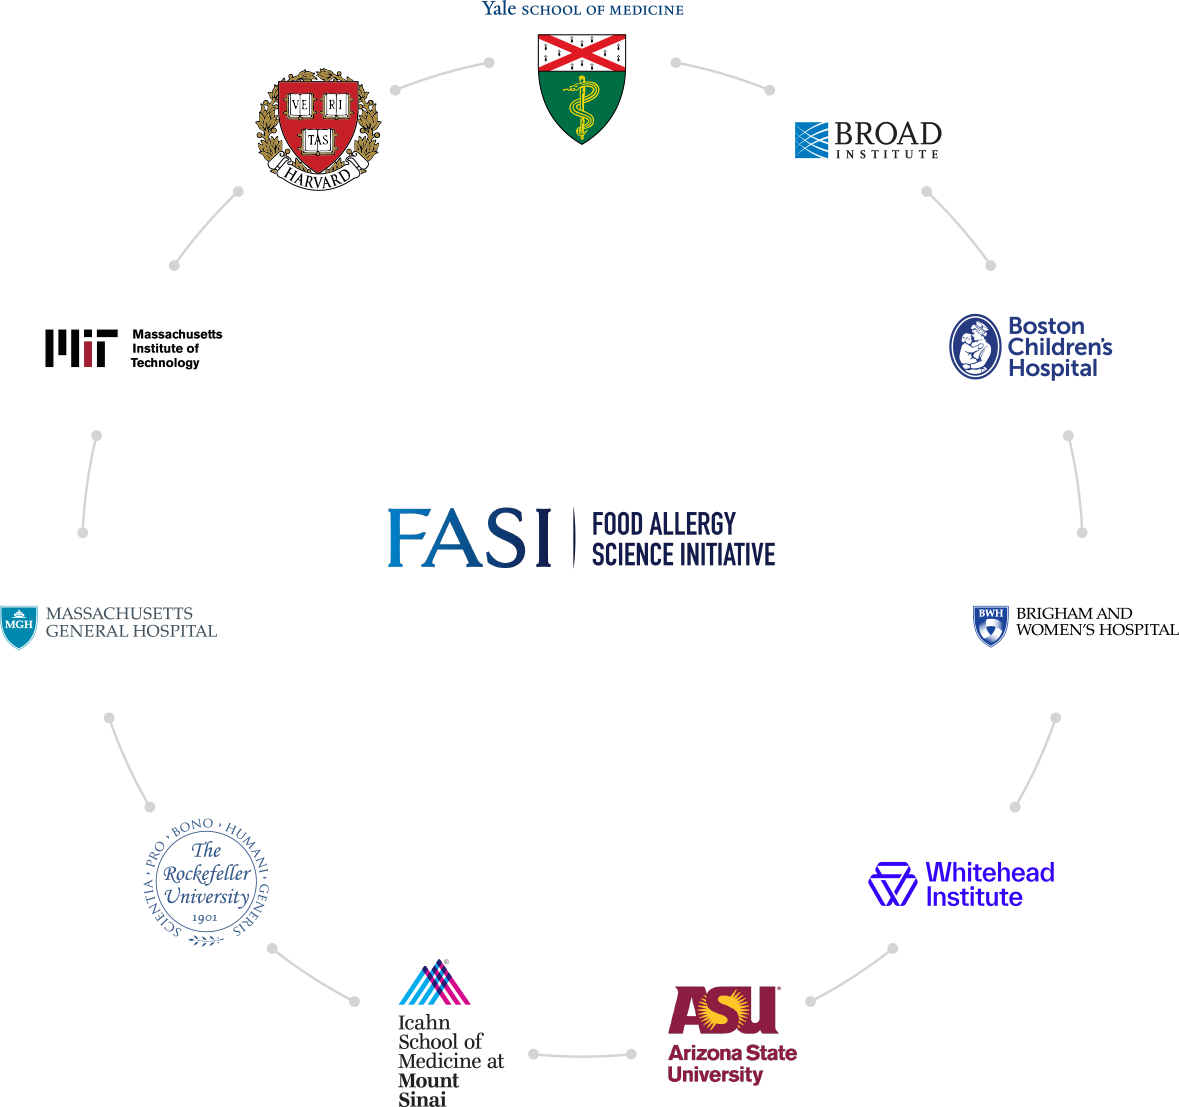 Yale SCHOOL OF MEDICINE
VE RI
TAS
HARVARD
BROAD
INSTITUTE
MiT
Massachusetts
Institute of
Technology
Boston
Children's
Hospital
FASI
FOOD ALLERGY
SCIENCE INITIATIVE
MGH
MASSACHUSETTS
GENERAL HOSPITAL
BWH
BRIGHAM AND
WOMEN'S HOSPITAL
SCIENTIA · PRO · BONO · HUMANI · GENERIS
The
Rockefeller
University
1901
Whitehead
Institute
®
Icahn
School of
Medicine at
Mount
Sinai
ASU
Arizona State
University